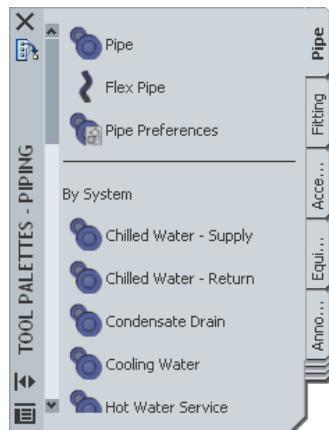 Pipe
Flex Pipe
Pipe Preferences
By System
Chilled Water - Supply
Chilled Water - Return
Condensate Drain
Cooling Water
Hot Water Service
TOOL PALETTES - PIPING
Pipe
Fitting
Acce...
Equi...
Anno...